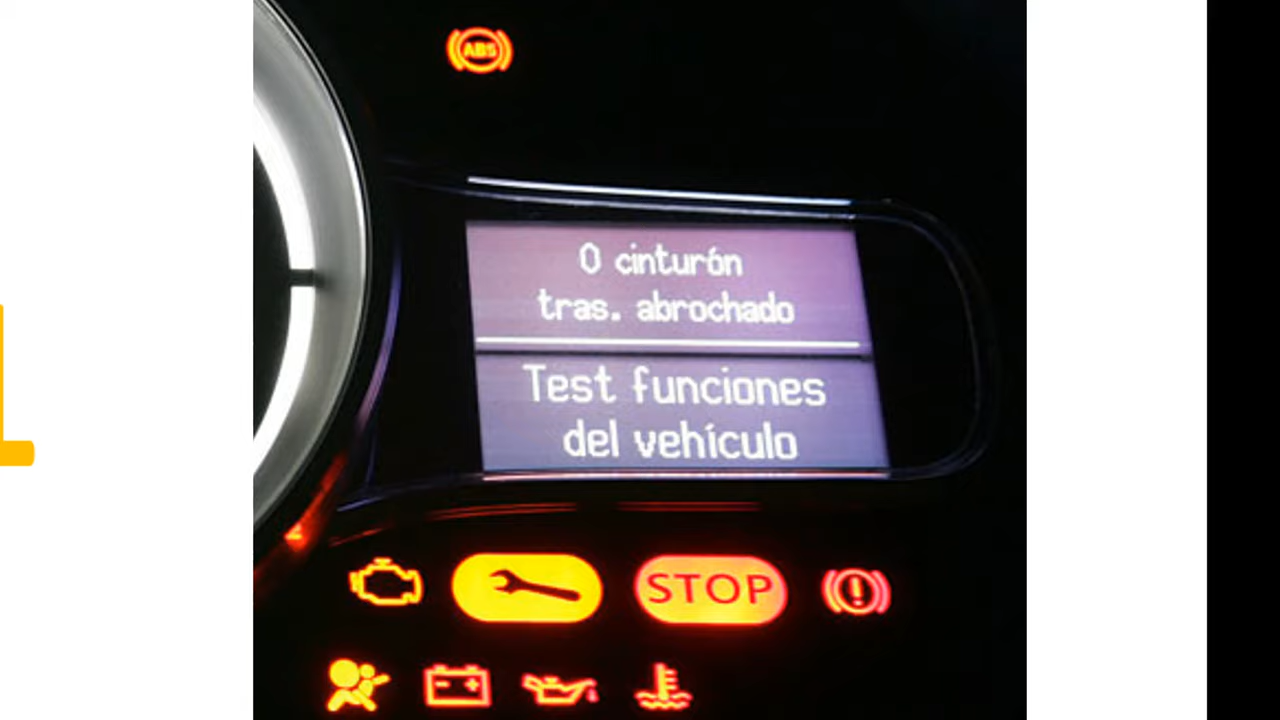 ABS
0 cinturón
tras. abrochado
Test funciones
del vehículo
STOP